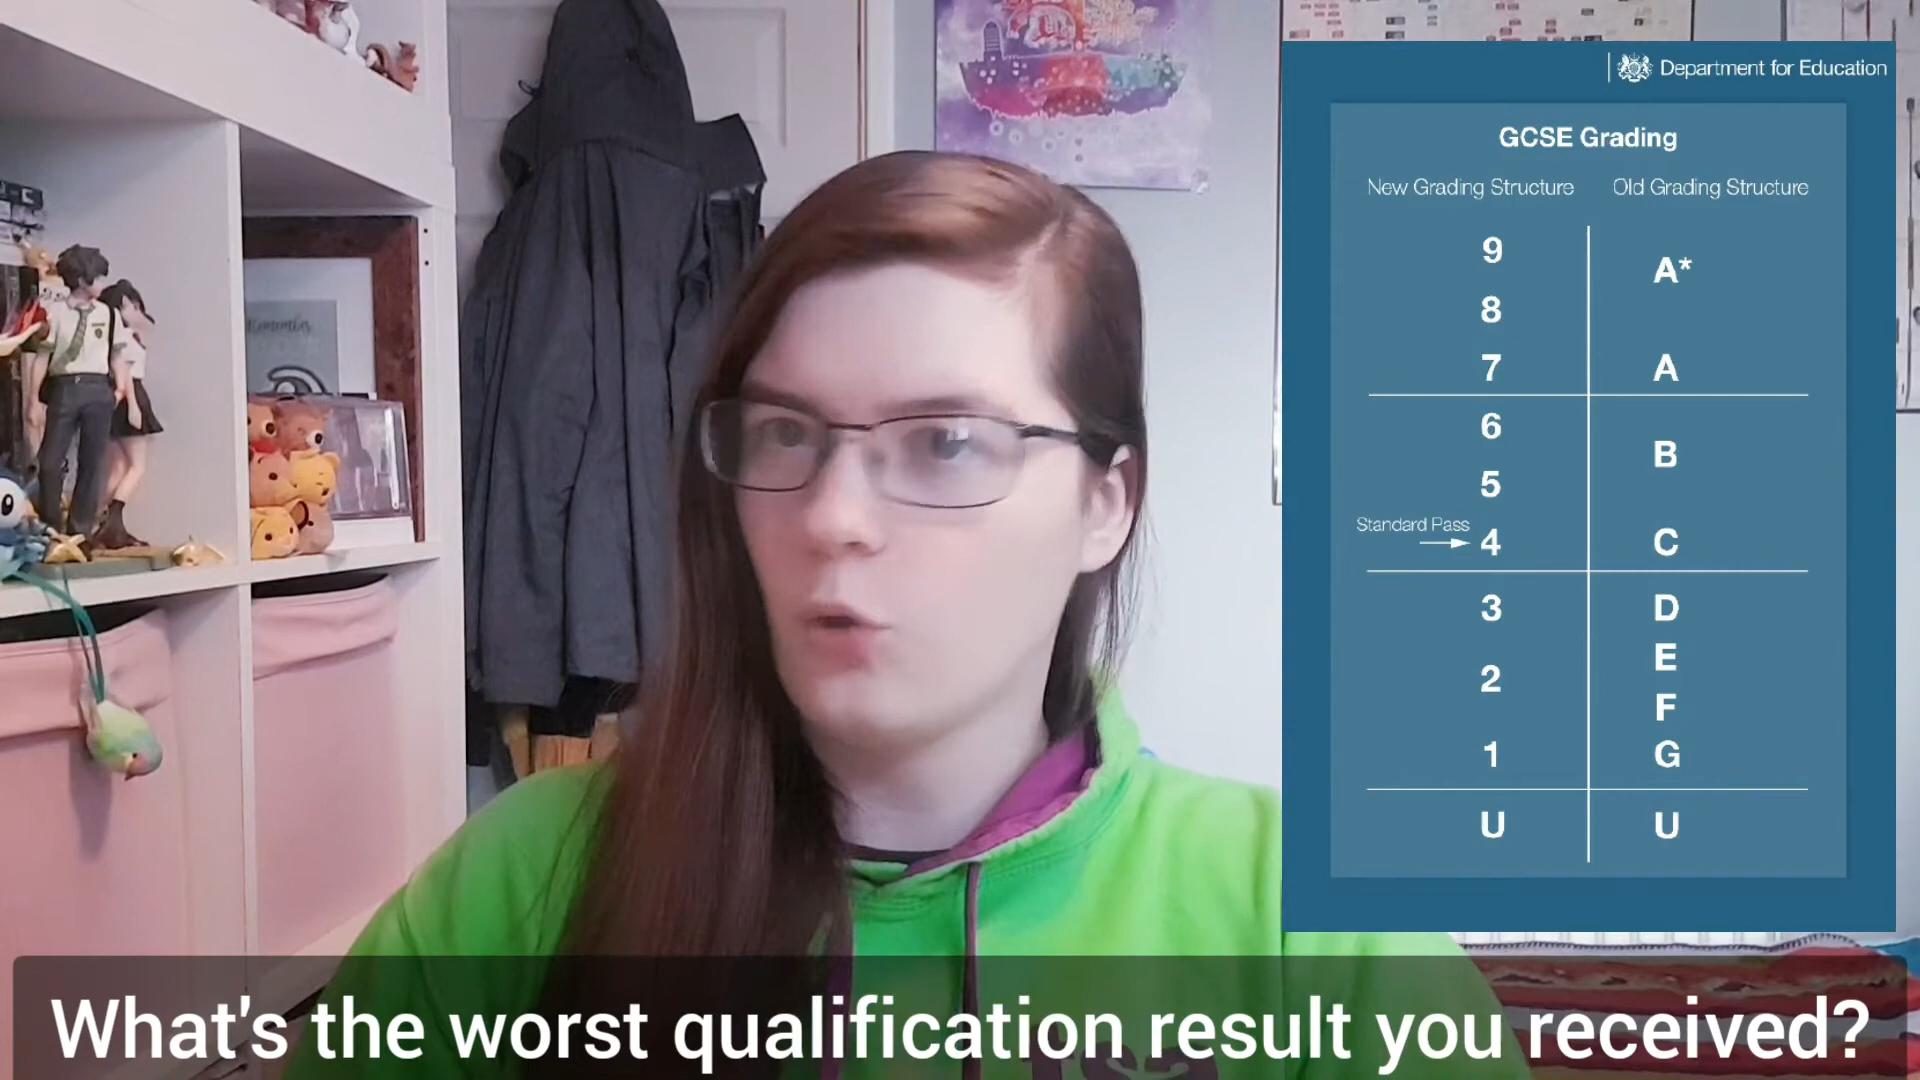 Department for Education
GCSE Grading
New Grading Structure Old Grading Structure
9
A*
8
7 A
6
B
5
Standard Pass
4 C
3 D
E
2
F
1 G
U U
Remember
What's the worst qualification result you received?